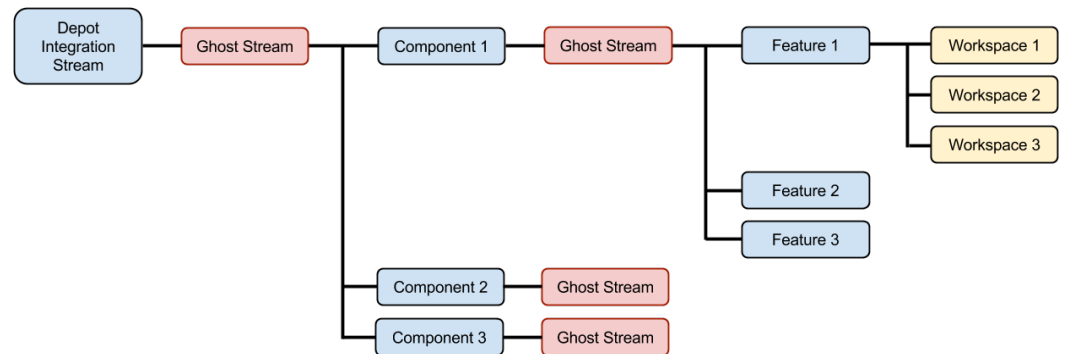 Depot
Integration
Stream
Ghost Stream
Component 1
Ghost Stream
Feature 1
Workspace 1
Workspace 2
Workspace 3
Feature 2
Feature 3
Component 2
Ghost Stream
Component 3
Ghost Stream